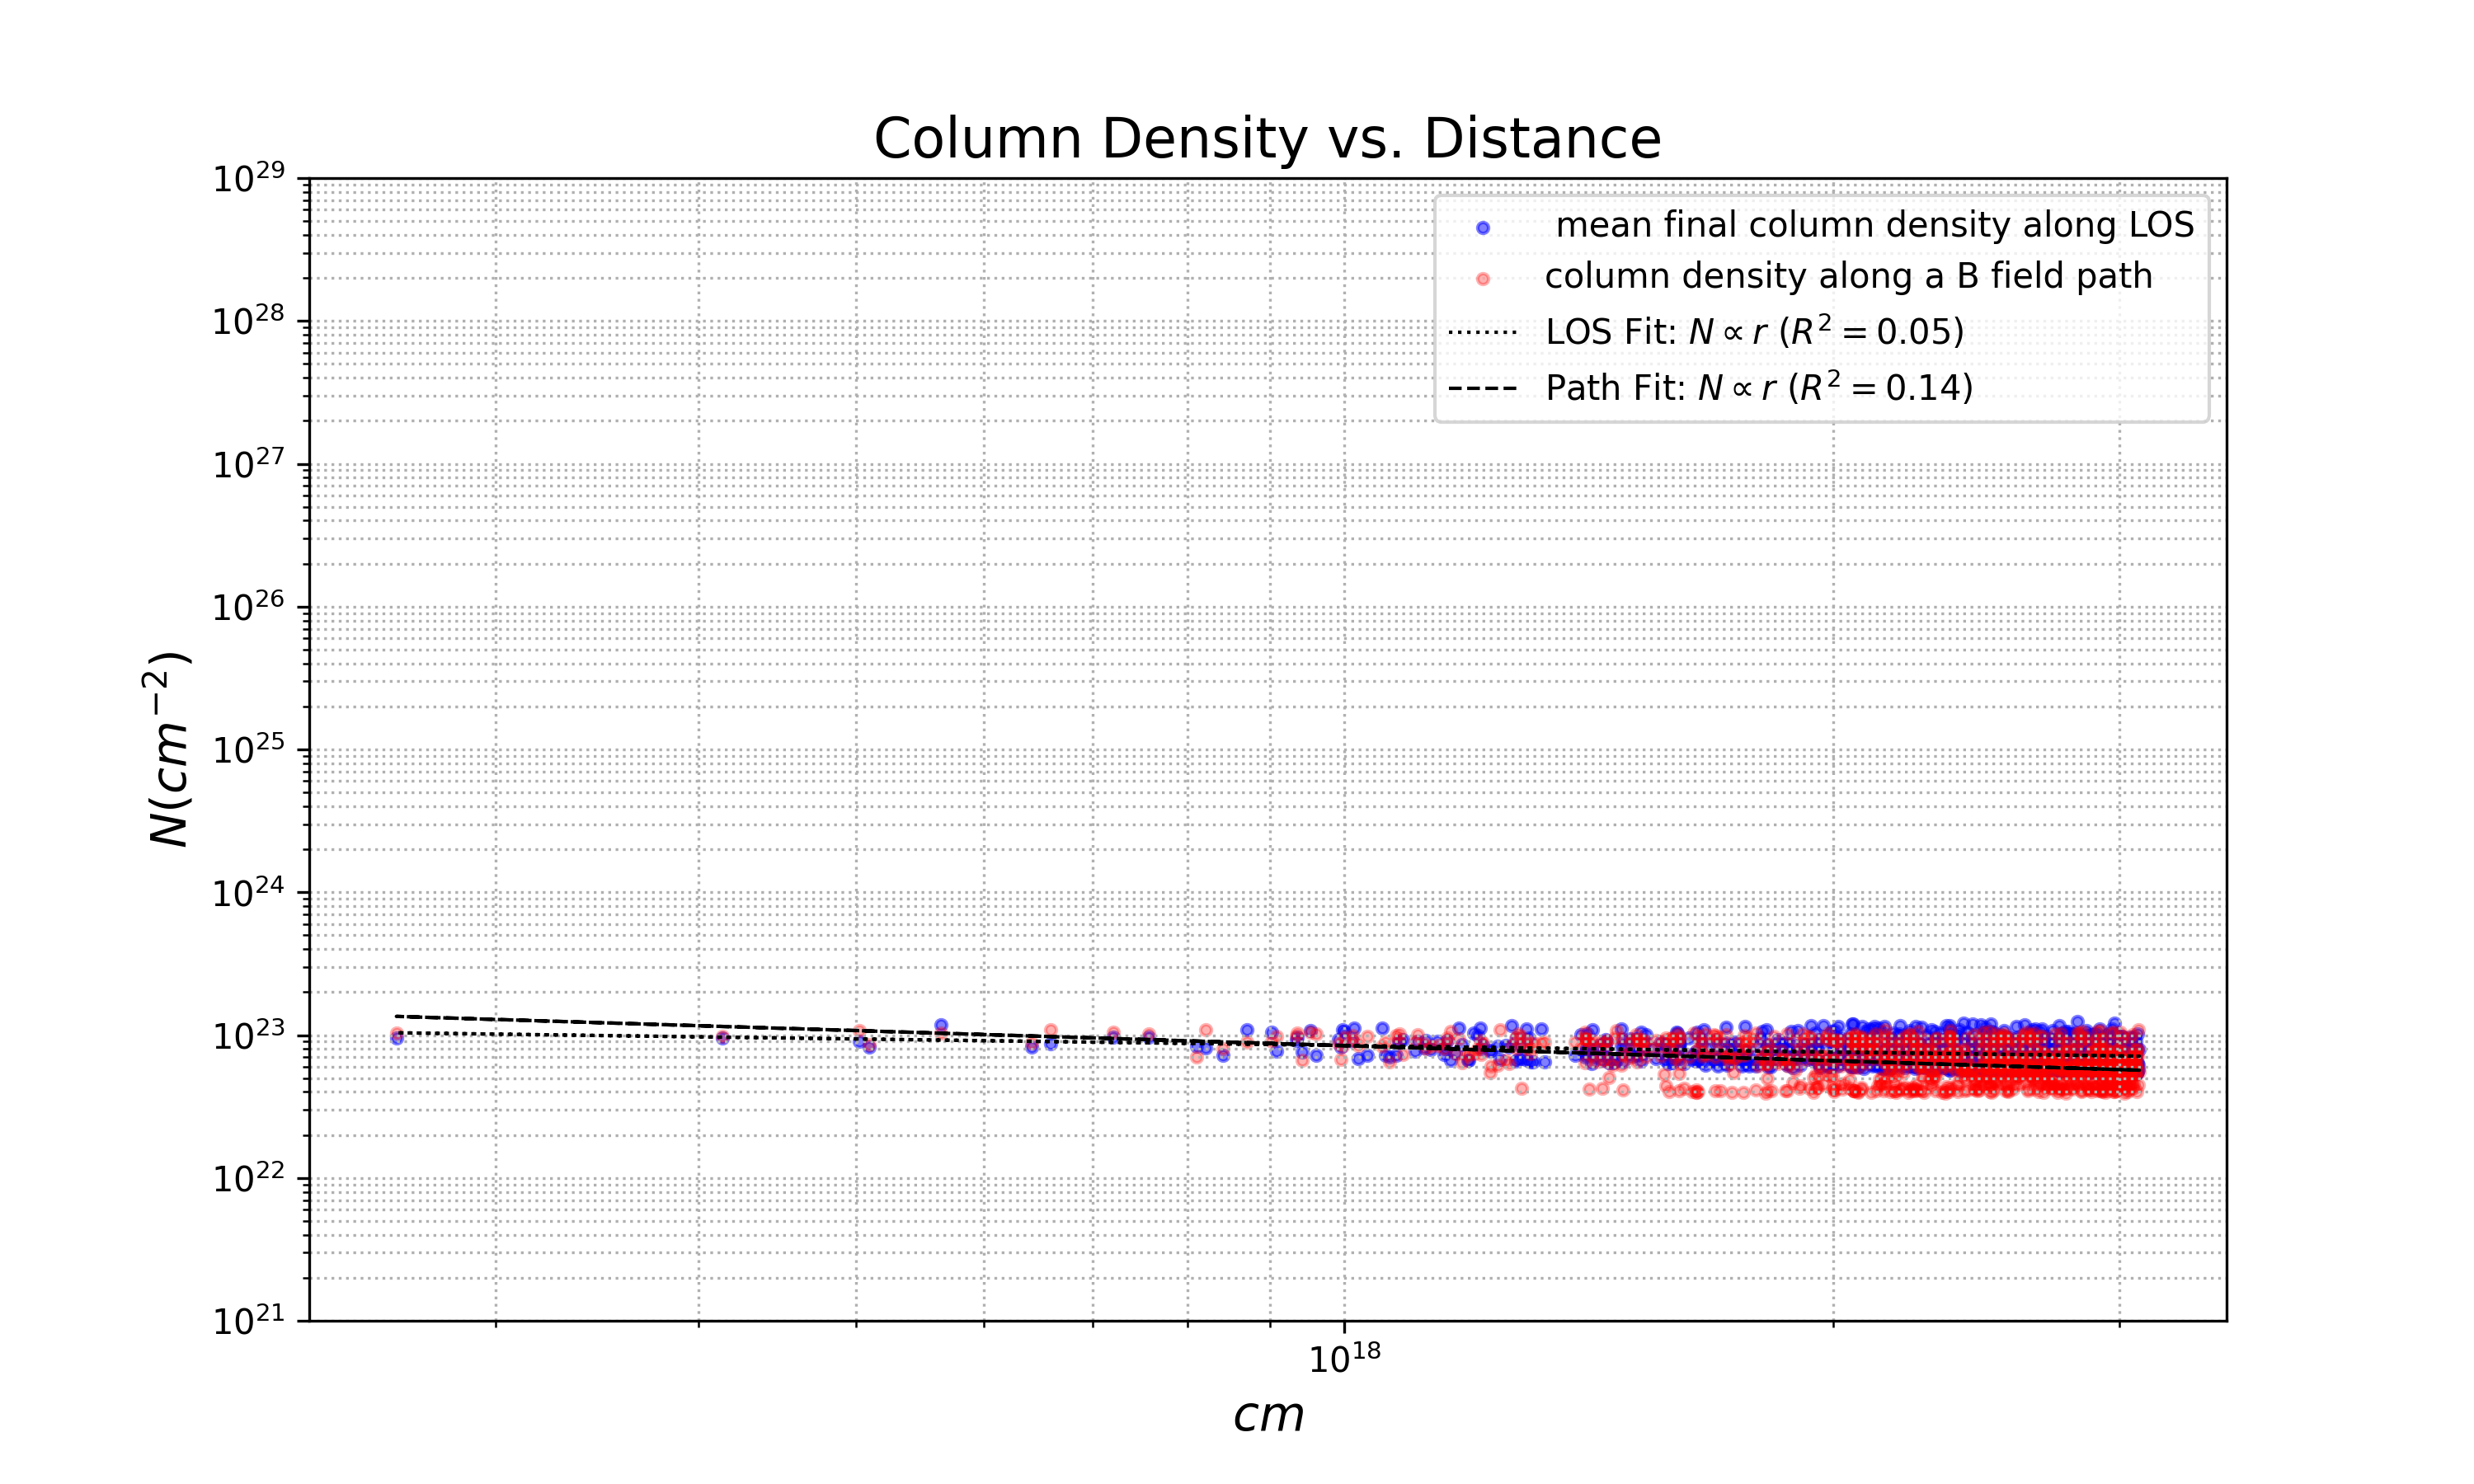 Column Density vs. Distance
10^29
10^28
10^27
10^26
10^25
10^24
10^23
10^22
10^21
N(cm^−2)
mean final column density along LOS
column density along a B field path
LOS Fit: N ∝ r (R^2 = 0.05)
Path Fit: N ∝ r (R^2 = 0.14)
10^18
cm